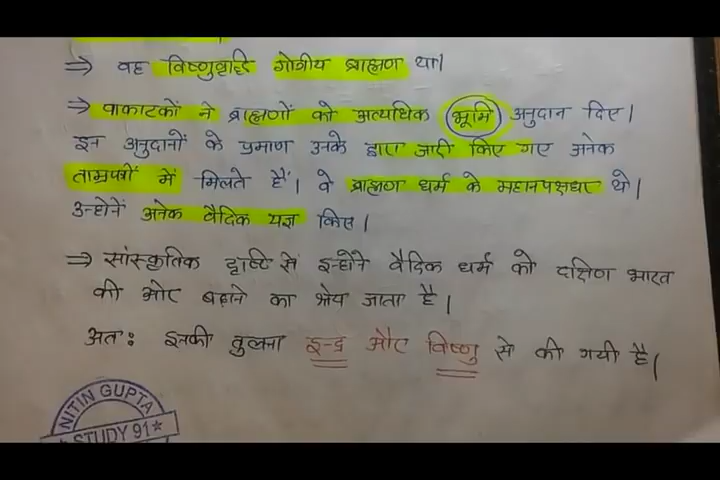 ⇒ वह विष्णुवृद्धि गोत्रीय ब्राह्मण था।
⇒ वाकाटकों ने ब्राह्मणों को अत्यधिक भूमि अनुदान दिए।
इन अनुदानों के प्रमाण उनके द्वारा जारी किए गए अनेक
ताम्रपत्रों में मिलते हैं। वे ब्राह्मण धर्म के महानपक्षधर थे।
उन्होनें अनेक वैदिक यज्ञ किए।
⇒ सांस्कृतिक दृष्टि से इन्होंने वैदिक धर्म को दक्षिण भारत
की ओर बढ़ाने का श्रेय जाता है।
अतः इनकी तुलना इन्द्र और विष्णु से की गयी है।
NITIN GUPTA
★ STUDY 91 ★